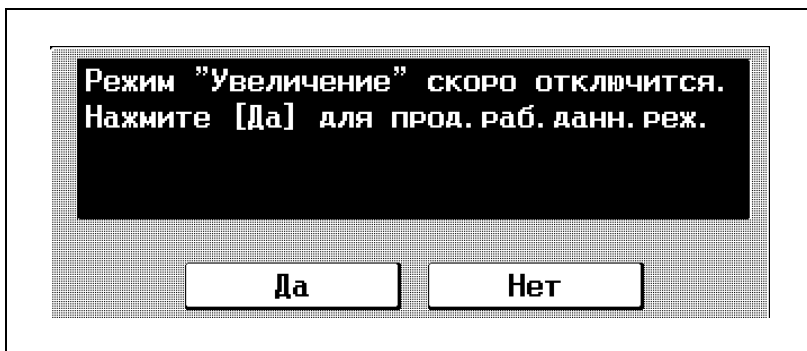 Режим "Увеличение" скоро отключится.
Нажмите [Да] для прод.раб.данн.реж.
Да
Нет